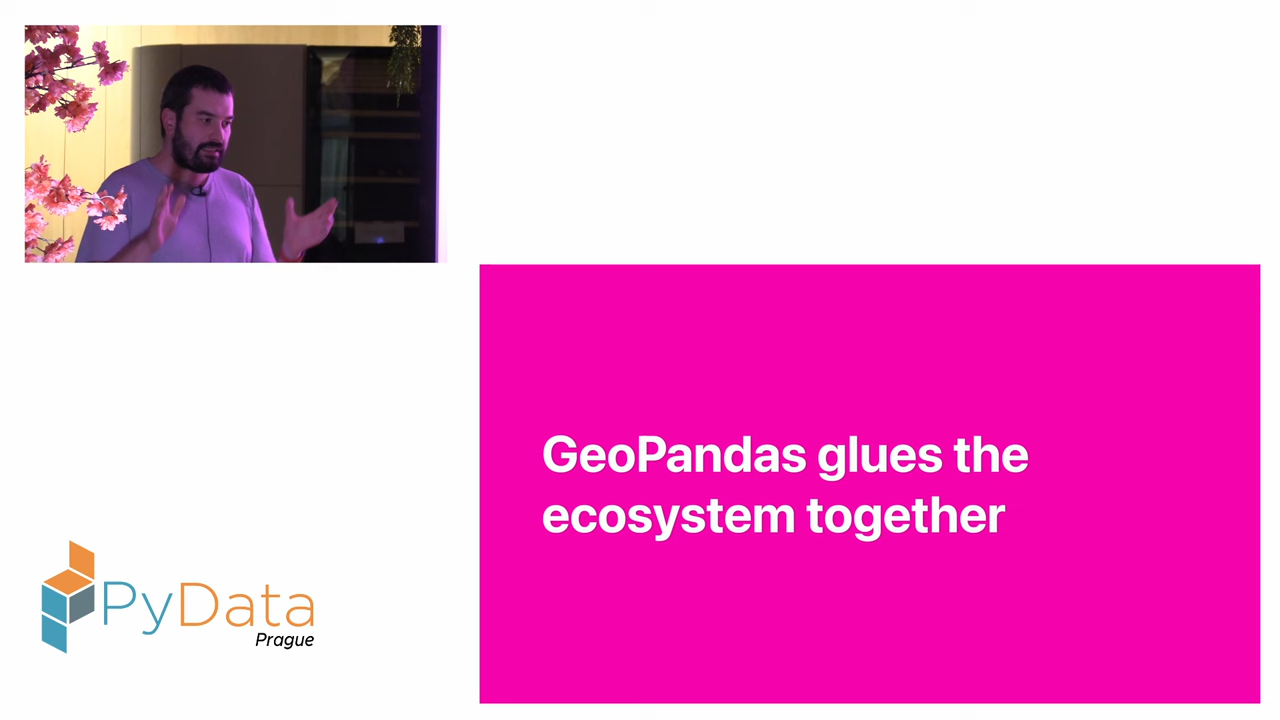 GeoPandas glues the
ecosystem together
PyData
Prague